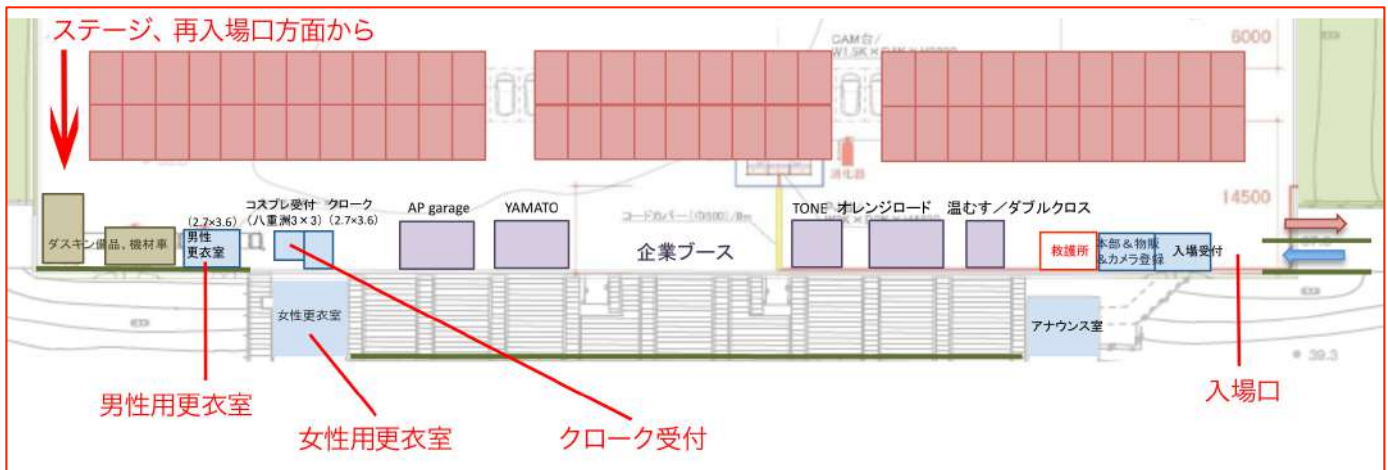 ステージ、再入場口方面から
CAM台/
6000
消化器
14500
コスプレ受付 クローク
(2.7×3.6) (八重洲3×3) (2.7×3.6)
AP garage
YAMATO
TONE オレンジロード 温むす／ダブルクロス
ダスキン備品、機材車
男性
更衣室
企業ブース
救護所
本部＆物販
＆カメラ登録
入場受付
女性更衣室
アナウンス室
39.3
男性用更衣室
女性用更衣室
クローク受付
入場口